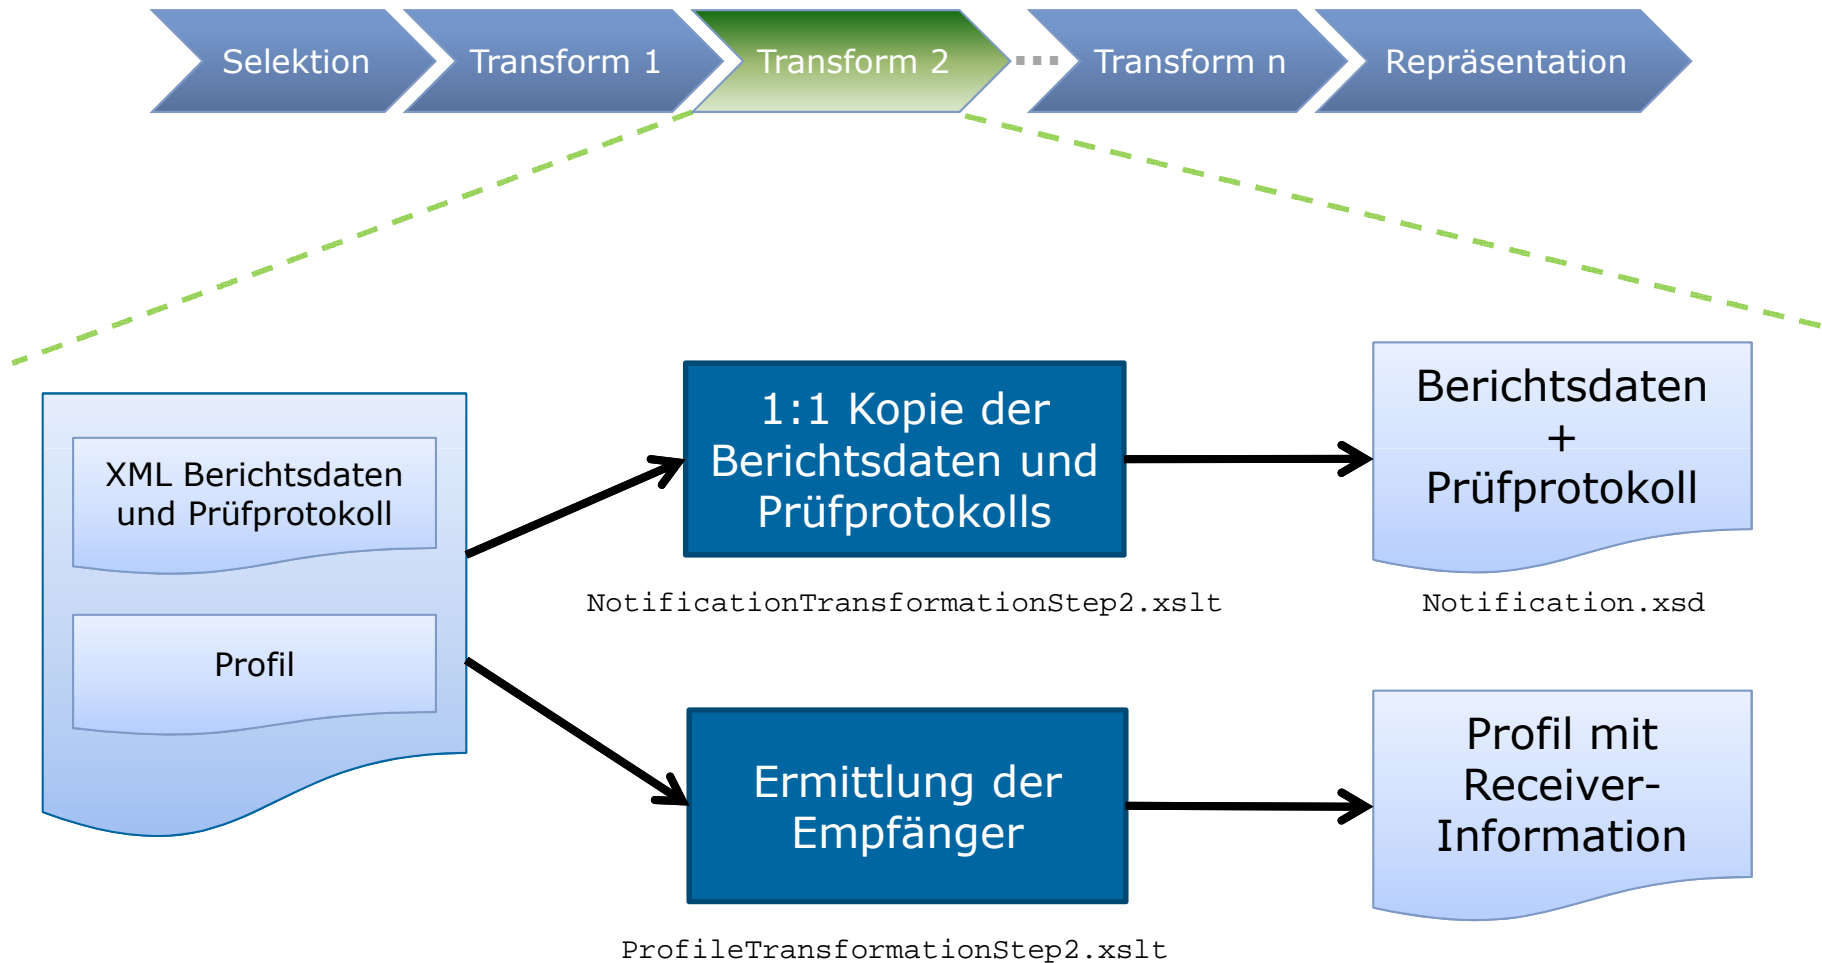 Selektion
Transform 1
Transform 2
...
Transform n
Repräsentation
XML Berichtsdaten
und Prüfprotokoll
Profil
1:1 Kopie der
Berichtsdaten und
Prüfprotokolls
NotificationTransformationStep2.xslt
Berichtsdaten
+
Prüfprotokoll
Notification.xsd
Ermittlung der
Empfänger
ProfileTransformationStep2.xslt
Profil mit
Receiver-
Information